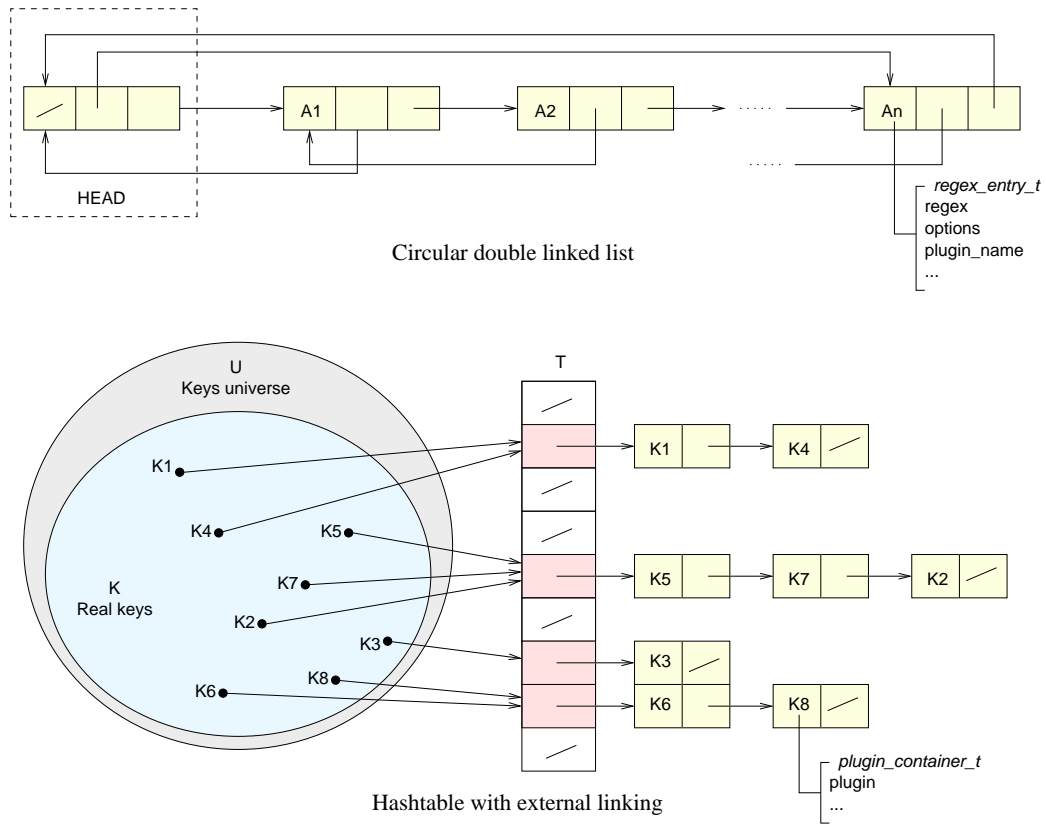 A1
A2
.....
An
.....
HEAD
regex_entry_t
regex
options
plugin_name
...
Circular double linked list
U
Keys universe
T
K1
K1
K4
K4
K5
K7
K5
K7
K2
K
Real keys
K2
K3
K3
K8
K6
K6
K8
plugin_container_t
plugin
...
Hashtable with external linking